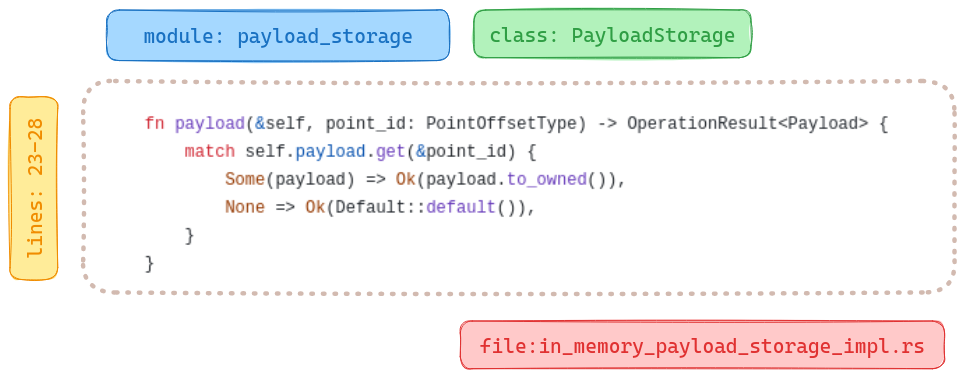 module: payload_storage
class: PayloadStorage
lines: 23-28
fn payload(&self, point_id: PointOffsetType) -> OperationResult<Payload> {
    match self.payload.get(&point_id) {
        Some(payload) => Ok(payload.to_owned()),
        None => Ok(Default::default()),
    }
}
file:in_memory_payload_storage_impl.rs